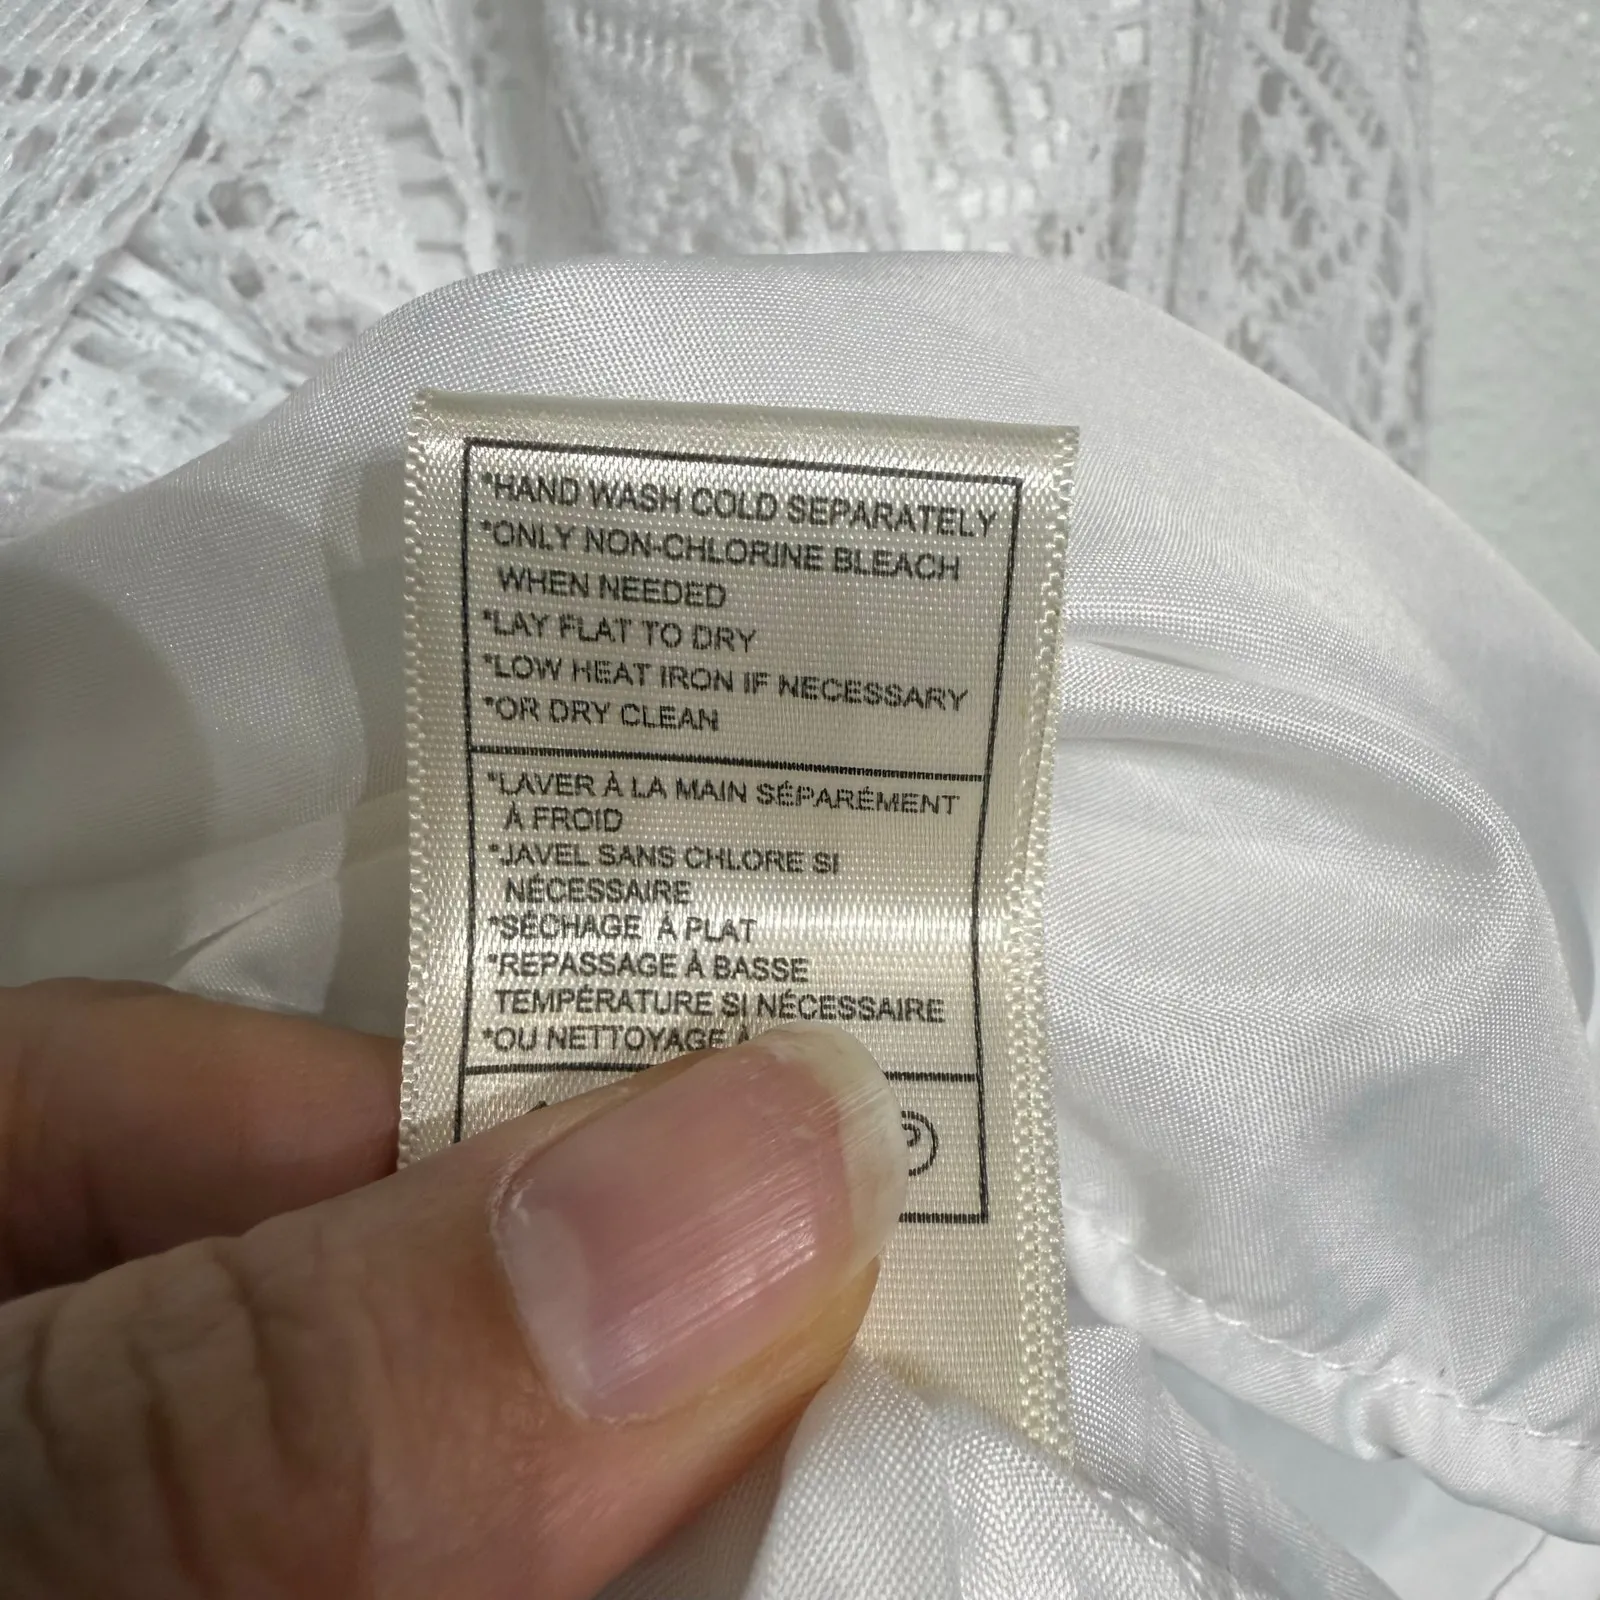 *HAND WASH COLD SEPARATELY
*ONLY NON-CHLORINE BLEACH
WHEN NEEDED
*LAY FLAT TO DRY
*LOW HEAT IRON IF NECESSARY
*OR DRY CLEAN
*LAVER À LA MAIN SÉPARÉMENT
À FROID
*JAVEL SANS CHLORE SI
NÉCESSAIRE
*SÉCHAGE À PLAT
*REPASSAGE À BASSE
TEMPÉRATURE SI NÉCESSAIRE
*OU NETTOYAGE À
P